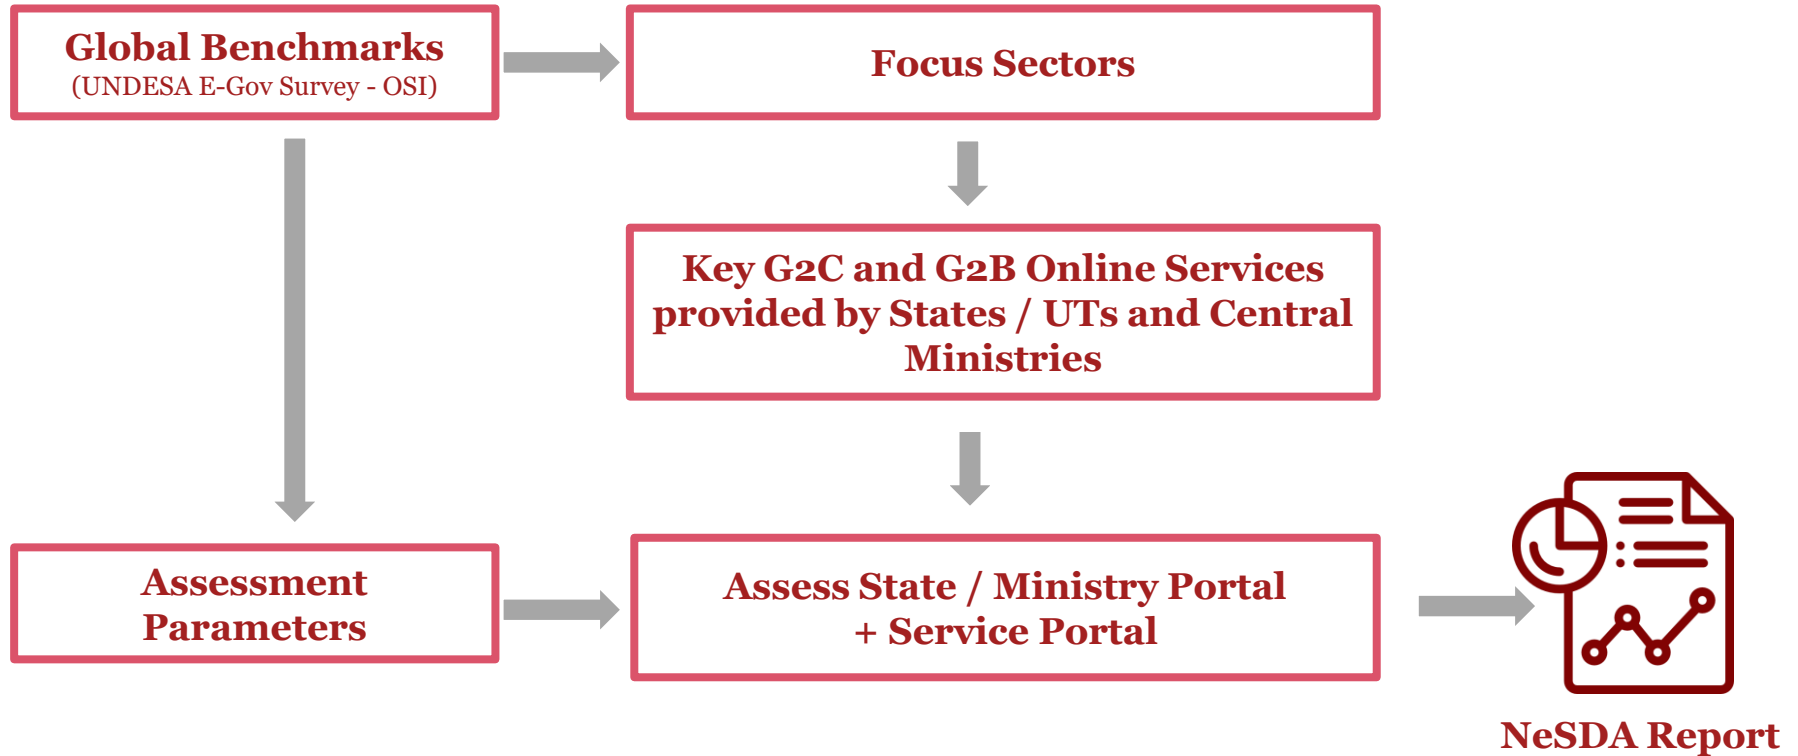 Global Benchmarks
(UNDESA E-Gov Survey - OSI)
Focus Sectors
Key G2C and G2B Online Services
provided by States / UTs and Central
Ministries
Assessment
Parameters
Assess State / Ministry Portal
+ Service Portal
NeSDA Report